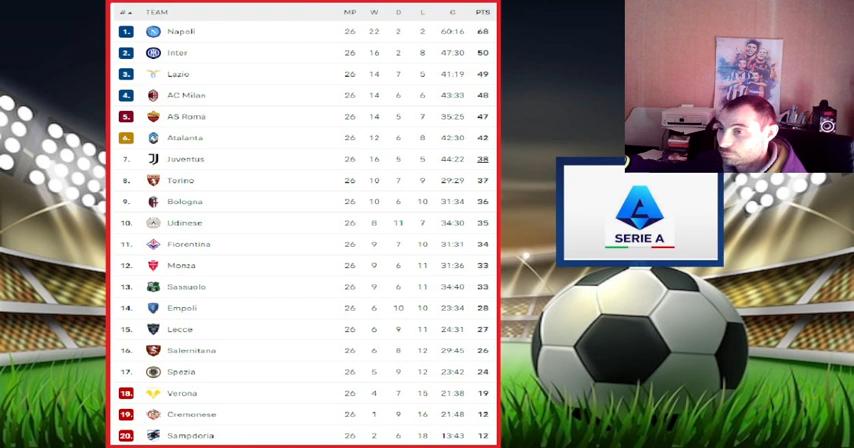 # TEAM MP W D L G PTS
1. Napoli 26 22 2 2 60:16 68
2. Inter 26 16 2 8 47:30 50
3. Lazio 26 14 7 5 41:19 49
4. AC Milan 26 14 6 6 43:33 48
5. AS Roma 26 14 5 7 35:25 47
6. Atalanta 26 12 6 8 42:30 42
7. Juventus 26 16 5 5 44:22 38
8. Torino 26 10 7 9 29:29 37
9. Bologna 26 10 6 10 31:34 36
10. Udinese 26 8 11 7 34:30 35
11. Fiorentina 26 9 7 10 31:31 34
12. Monza 26 9 6 11 31:36 33
13. Sassuolo 26 9 6 11 34:40 33
14. Empoli 26 6 10 10 23:34 28
15. Lecce 26 6 9 11 24:31 27
16. Salernitana 26 6 8 12 29:45 26
17. Spezia 26 5 9 12 23:42 24
18. Verona 26 4 7 15 21:38 19
19. Cremonese 26 1 9 16 21:48 12
20. Sampdoria 26 2 6 18 13:43 12
SERIE A